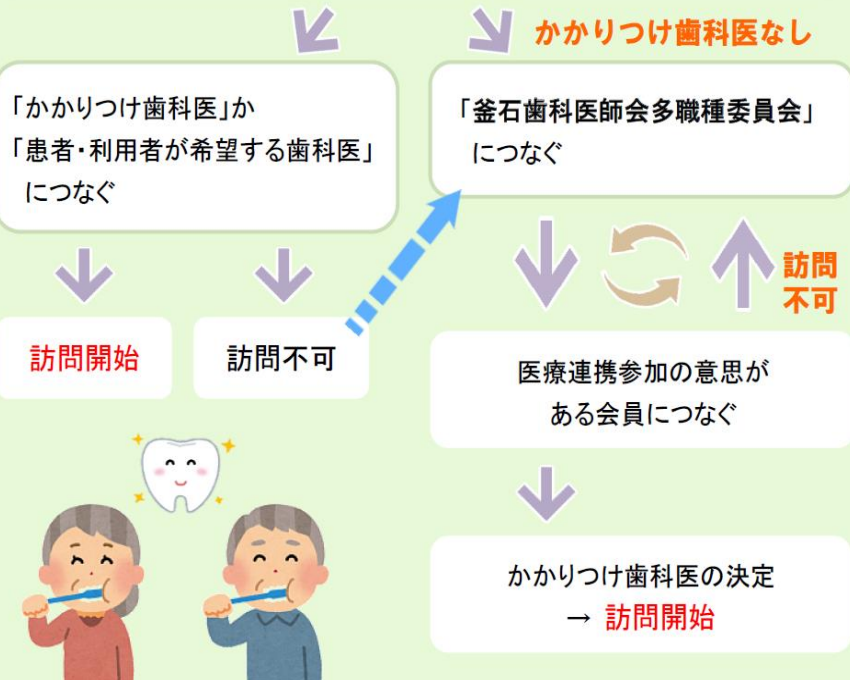 かかりつけ歯科医なし
「かかりつけ歯科医」か
「患者・利用者が希望する歯科医」
につなぐ
「釜石歯科医師会多職種委員会」
につなぐ
訪問
不可
訪問開始
訪問不可
医療連携参加の意思が
ある会員につなぐ
かかりつけ歯科医の決定
→ 訪問開始